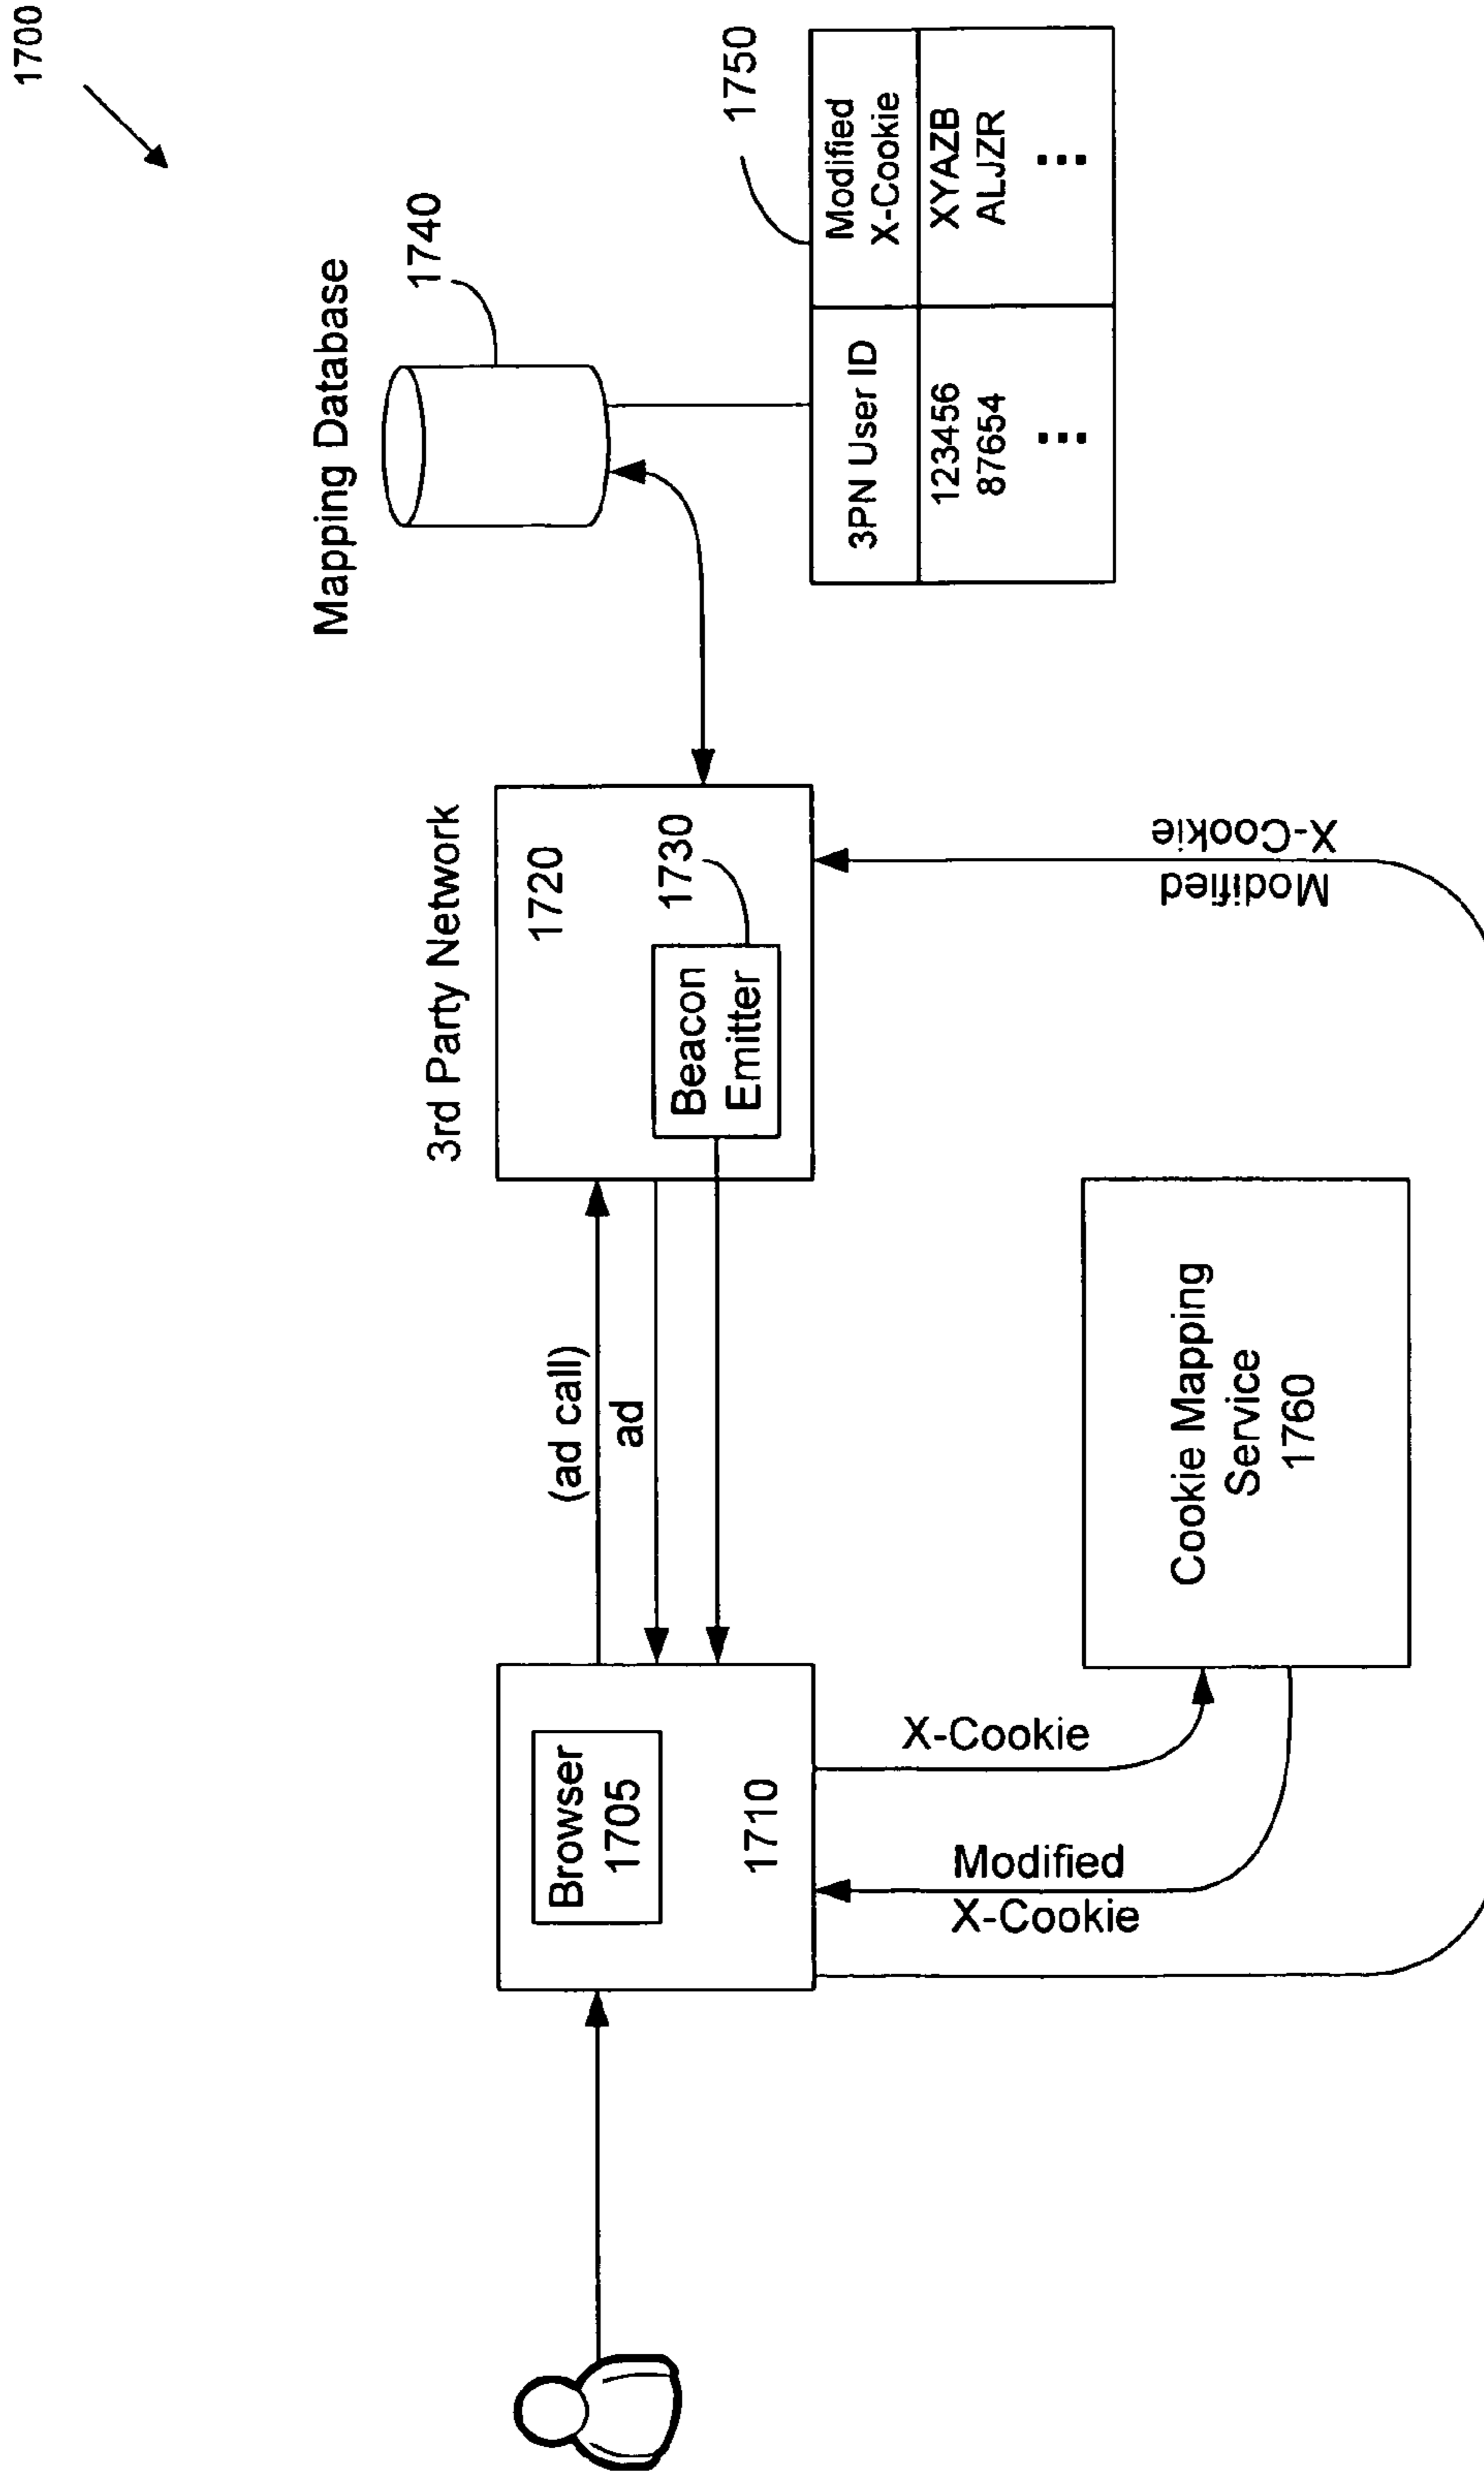 1700
Mapping Database
1740
1750
3PN User ID
Modified
X-Cookie
123456
87654
⋮
XYAZB
ALJZR
⋮
3rd Party Network
1720
1730
Beacon
Emitter
(ad call)
ad
Browser
1705
1710
X-Cookie
Modified
X-Cookie
Cookie Mapping
Service
1760
Modified
X-Cookie